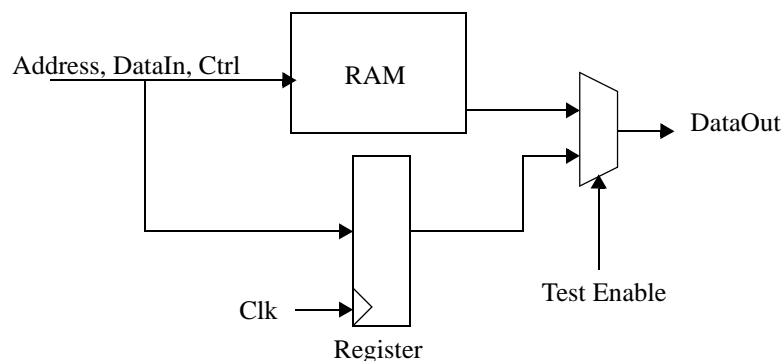 Address, DataIn, Ctrl
RAM
DataOut
Test Enable
Clk
Register